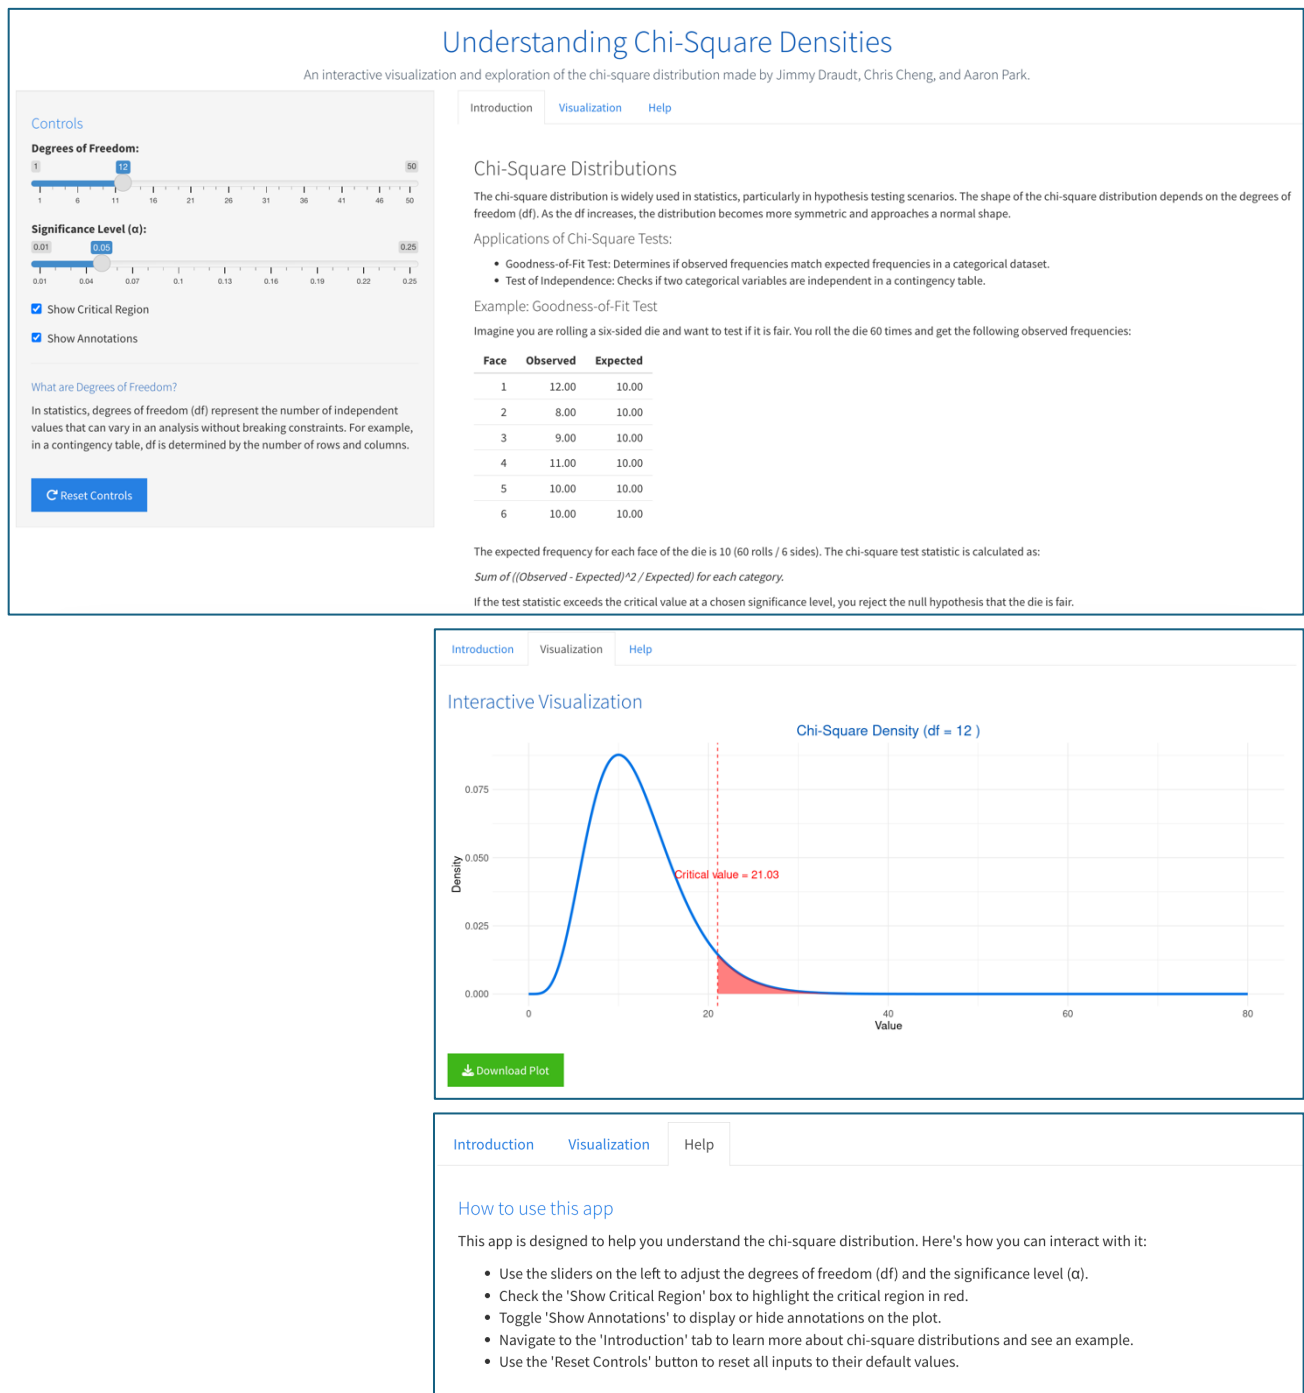 Understanding Chi-Square Densities
An interactive visualization and exploration of the chi-square distribution made by Jimmy Draudt, Chris Cheng, and Aaron Park.
Controls
Degrees of Freedom:
1 12 50
1 6 11 16 21 26 31 36 41 46 50
Significance Level (α):
0.01 0.05 0.25
0.01 0.04 0.07 0.1 0.13 0.16 0.19 0.22 0.25
Show Critical Region
Show Annotations
What are Degrees of Freedom?
In statistics, degrees of freedom (df) represent the number of independent
values that can vary in an analysis without breaking constraints. For example,
in a contingency table, df is determined by the number of rows and columns.
Reset Controls
Introduction Visualization Help
Chi-Square Distributions
The chi-square distribution is widely used in statistics, particularly in hypothesis testing scenarios. The shape of the chi-square distribution depends on the degrees of
freedom (df). As the df increases, the distribution becomes more symmetric and approaches a normal shape.
Applications of Chi-Square Tests:
• Goodness-of-Fit Test: Determines if observed frequencies match expected frequencies in a categorical dataset.
• Test of Independence: Checks if two categorical variables are independent in a contingency table.
Example: Goodness-of-Fit Test
Imagine you are rolling a six-sided die and want to test if it is fair. You roll the die 60 times and get the following observed frequencies:
Face Observed Expected
1 12.00 10.00
2 8.00 10.00
3 9.00 10.00
4 11.00 10.00
5 10.00 10.00
6 10.00 10.00
The expected frequency for each face of the die is 10 (60 rolls / 6 sides). The chi-square test statistic is calculated as:
Sum of ((Observed - Expected)^2 / Expected) for each category.
If the test statistic exceeds the critical value at a chosen significance level, you reject the null hypothesis that the die is fair.
Introduction Visualization Help
Interactive Visualization
Chi-Square Density (df = 12 )
Density
0.075
0.050
0.025
0.000
Critical value = 21.03
0 20 40 60 80
Value
Download Plot
Introduction Visualization Help
How to use this app
This app is designed to help you understand the chi-square distribution. Here's how you can interact with it:
• Use the sliders on the left to adjust the degrees of freedom (df) and the significance level (α).
• Check the 'Show Critical Region' box to highlight the critical region in red.
• Toggle 'Show Annotations' to display or hide annotations on the plot.
• Navigate to the 'Introduction' tab to learn more about chi-square distributions and see an example.
• Use the 'Reset Controls' button to reset all inputs to their default values.